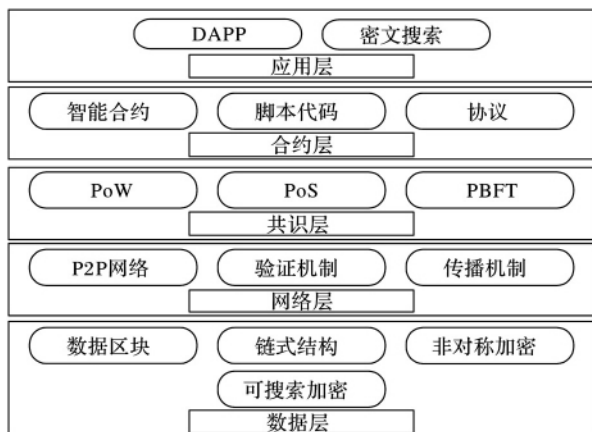 DAPP 密文搜索
应用层
智能合约 脚本代码 协议
合约层
PoW PoS PBFT
共识层
P2P网络 验证机制 传播机制
网络层
数据区块 链式结构 非对称加密
可搜索加密
数据层